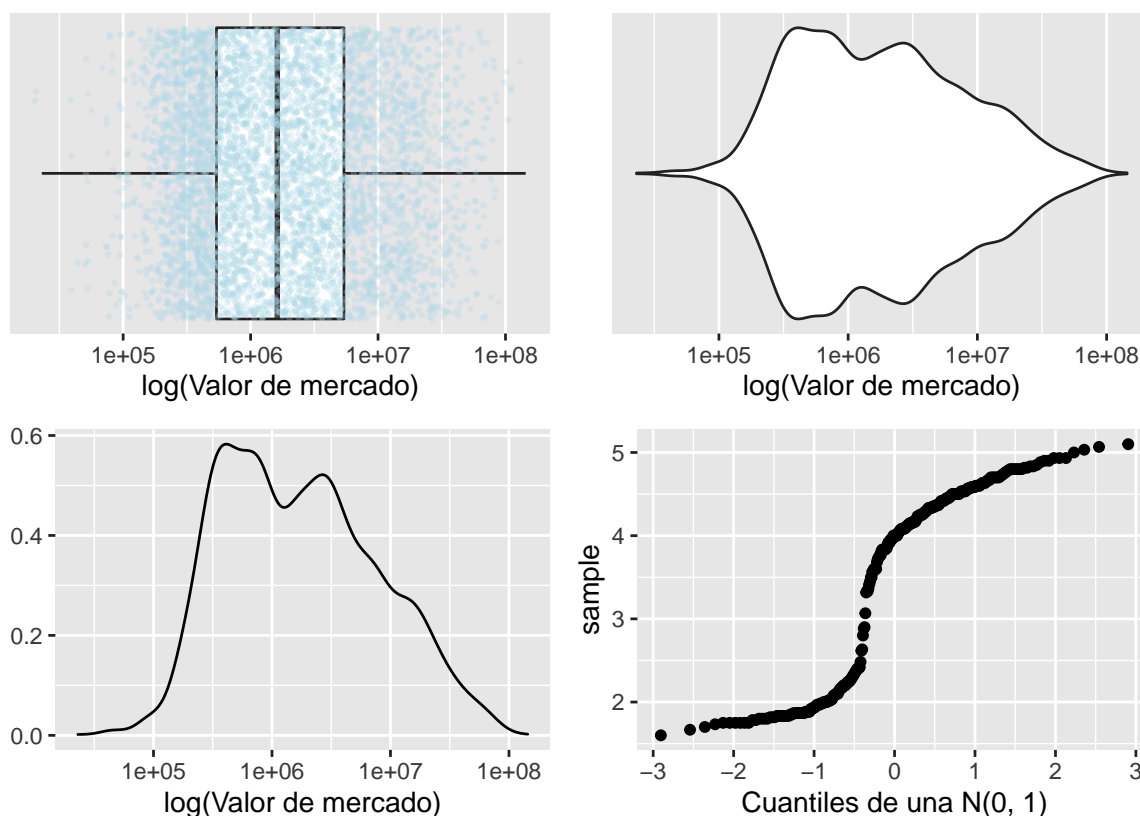 1e+05 1e+06 1e+07 1e+08
log(Valor de mercado)
1e+05 1e+06 1e+07 1e+08
log(Valor de mercado)
0.6
0.4
0.2
0.0
1e+05 1e+06 1e+07 1e+08
log(Valor de mercado)
sample
5
4
3
2
−3 −2 −1 0 1 2 3
Cuantiles de una N(0, 1)